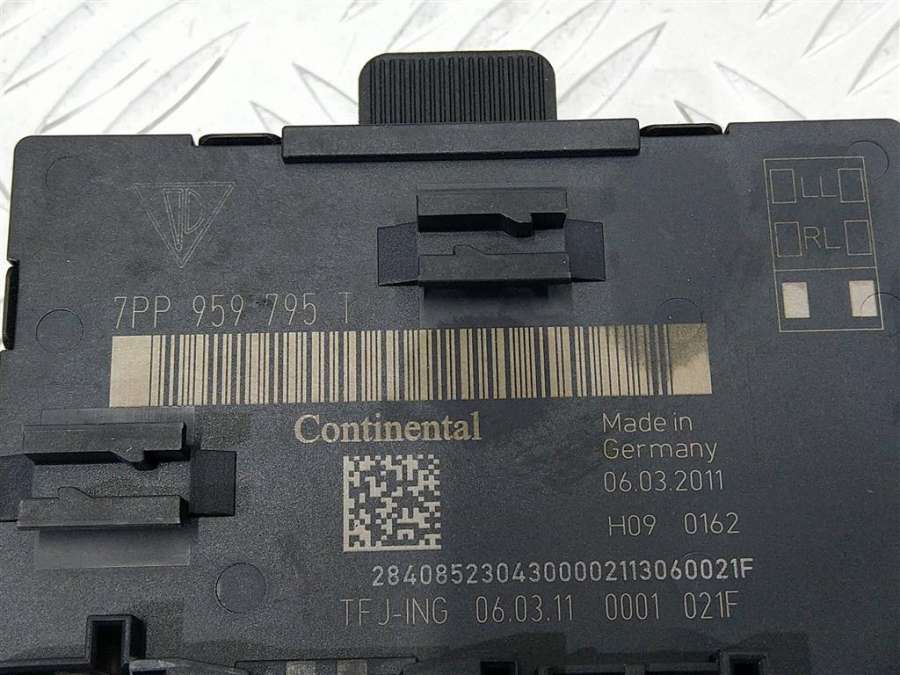 LL
RL
7PP 959 795 T
Continental
Made in
Germany
06.03.2011
H09 0162
2840852304300002113060021F
TFJ-ING 06.03.11 0001 021F